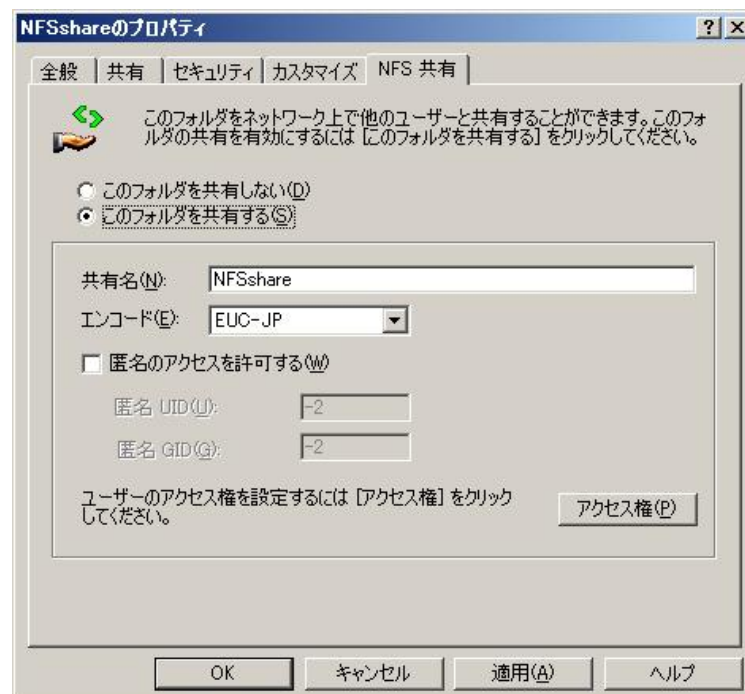 NFSshareのプロパティ
? ×
全般 共有 セキュリティ カスタマイズ NFS 共有
このフォルダをネットワーク上で他のユーザーと共有することができます。このフォ
ルダの共有を有効にするには [このフォルダを共有する] をクリックしてください。
このフォルダを共有しない(D)
このフォルダを共有する(S)
共有名(N): NFSshare
エンコード(E): EUC-JP
匿名のアクセスを許可する(W)
匿名 UID(U): -2
匿名 GID(G): -2
ユーザーのアクセス権を設定するには [アクセス権] をクリック
してください。
アクセス権(P)
OK キャンセル 適用(A) ヘルプ